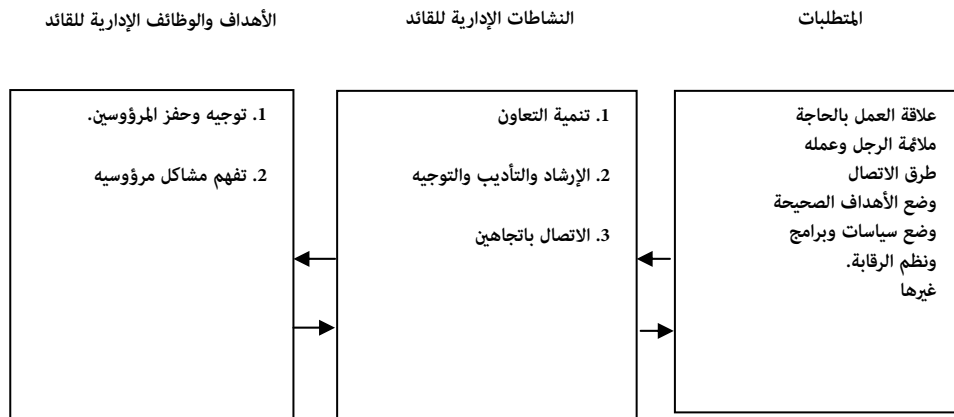 المتطلبات
النشاطات الإدارية للقائد
الأهداف والوظائف الإدارية للقائد
علاقة العمل بالحاجة
ملائمة الرجل وعمله
طرق الاتصال
وضع الأهداف الصحيحة
وضع سياسات وبرامج
ونظم الرقابة.
غيرها
1. تنمية التعاون
2. الإرشاد والتأديب والتوجيه
3. الاتصال باتجاهين
1. توجيه وحفز المرؤوسين.
2. تفهم مشاكل مرؤوسيه